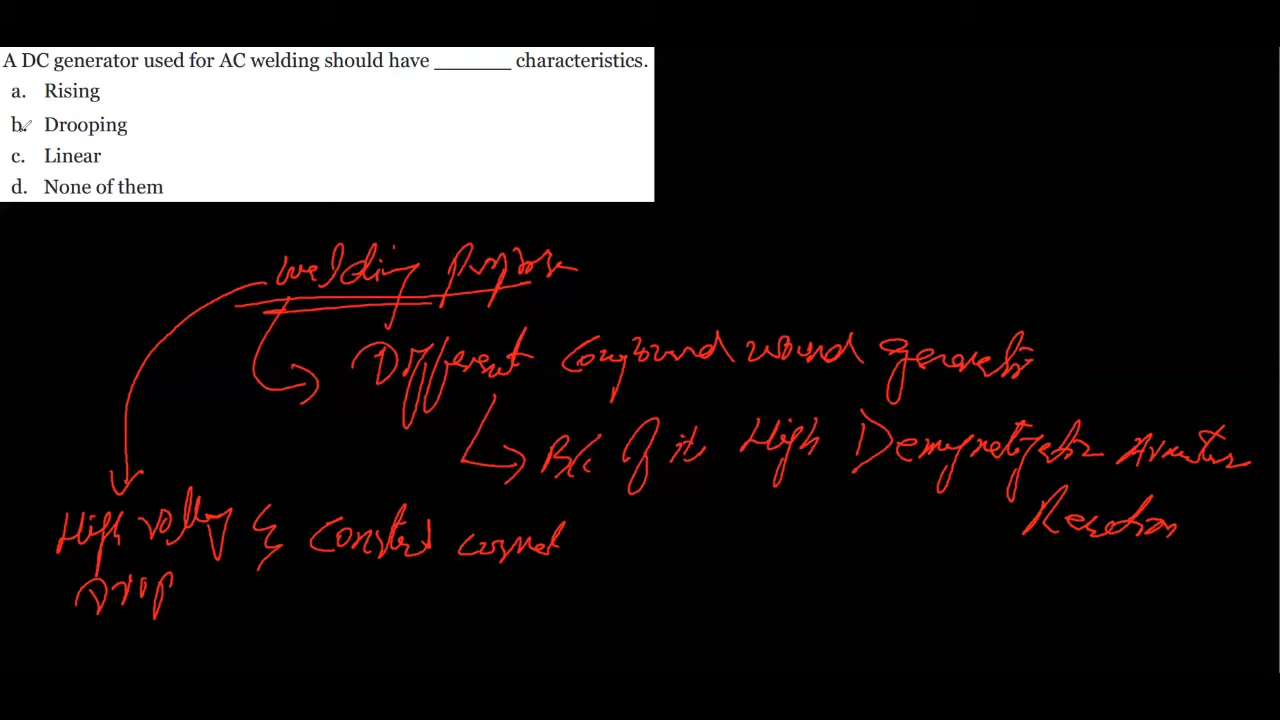 A DC generator used for AC welding should have _______ characteristics.
a. Rising
b. Drooping
c. Linear
d. None of them
welding Purpose
Different Compound wound generator
B/c of its High Demagnetization Armature
Reaction
High voltage & Constant current
Drop